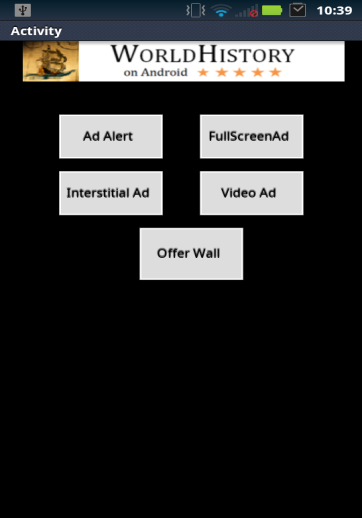 10:39
Activity
WORLDHISTORY
on Android
Ad Alert
FullScreenAd
Interstitial Ad
Video Ad
Offer Wall